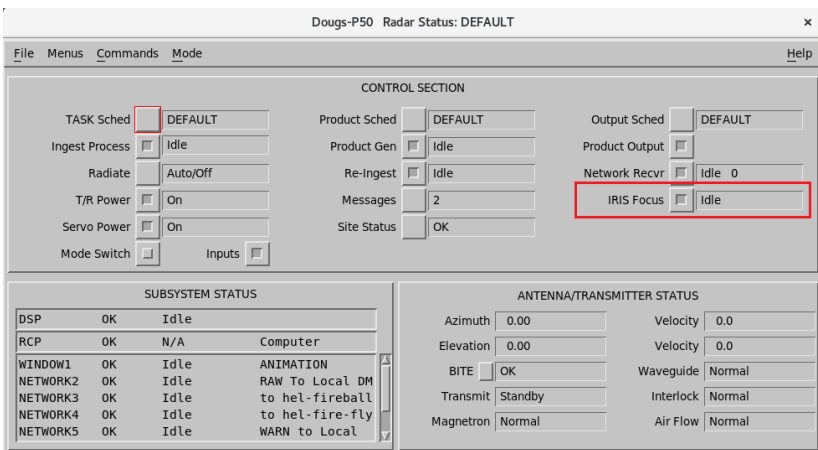 Dougs-P50 Radar Status: DEFAULT ×
File Menus Commands Mode Help
CONTROL SECTION
TASK Sched DEFAULT Product Sched DEFAULT Output Sched DEFAULT
Ingest Process Idle Product Gen Idle Product Output
Radiate Auto/Off Re-Ingest Idle Network Recvr Idle 0
T/R Power On Messages 2 IRIS Focus Idle
Servo Power On Site Status OK
Mode Switch Inputs
SUBSYSTEM STATUS
DSP OK Idle
RCP OK N/A Computer
WINDOW1 OK Idle ANIMATION
NETWORK2 OK Idle RAW To Local DM
NETWORK3 OK Idle to hel-fireball
NETWORK4 OK Idle to hel-fire-fly
NETWORK5 OK Idle WARN to Local
ANTENNA/TRANSMITTER STATUS
Azimuth 0.00 Velocity 0.0
Elevation 0.00 Velocity 0.0
BITE OK Waveguide Normal
Transmit Standby Interlock Normal
Magnetron Normal Air Flow Normal